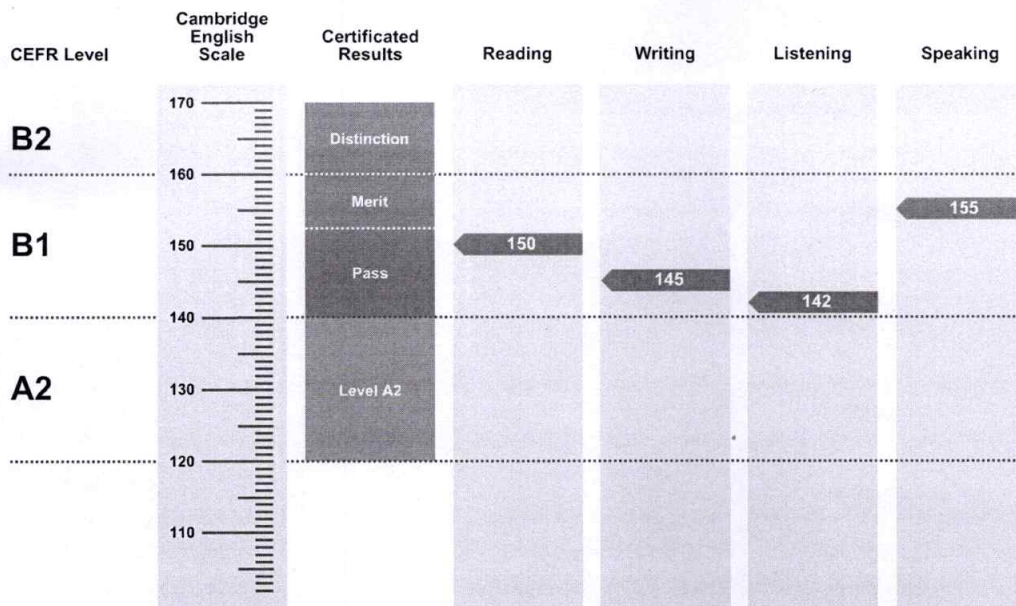 CEFR Level
Cambridge
English
Scale
Certificated
Results
Reading
Writing
Listening
Speaking
170
B2
Distinction
160
Merit
155
B1
150
150
Pass
145
142
140
A2
130
Level A2
120
110